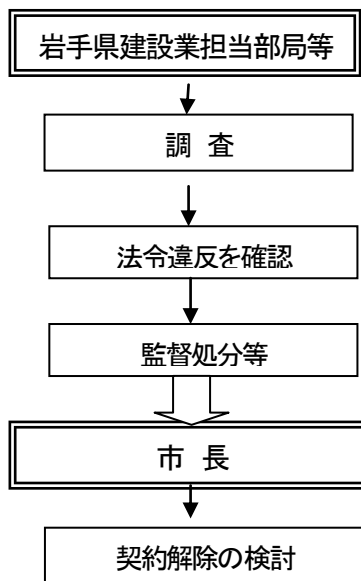 岩手県建設業担当部局等
調 査
法令違反を確認
監督処分等
市 長
契約解除の検討